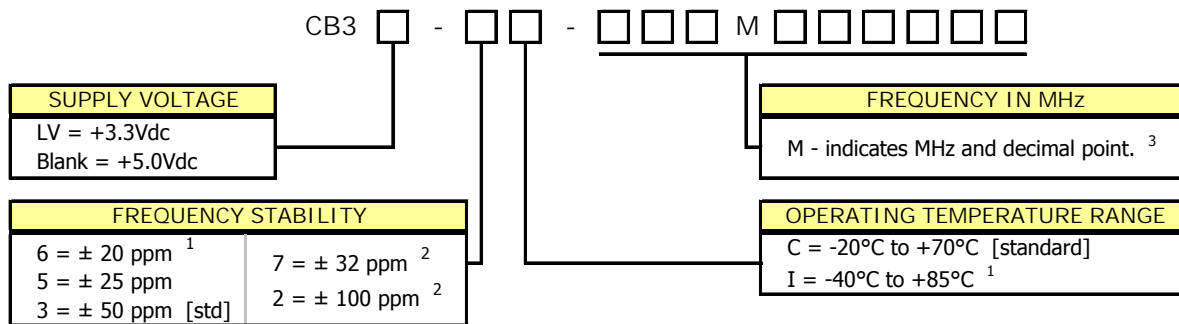 CB3 - - M
SUPPLY VOLTAGE
LV = +3.3Vdc
Blank = +5.0Vdc
FREQUENCY IN MHz
M - indicates MHz and decimal point. 3
FREQUENCY STABILITY
6 = ± 20 ppm 1
5 = ± 25 ppm
3 = ± 50 ppm [std]
7 = ± 32 ppm 2
2 = ± 100 ppm 2
OPERATING TEMPERATURE RANGE
C = -20°C to +70°C [standard]
I = -40°C to +85°C 1